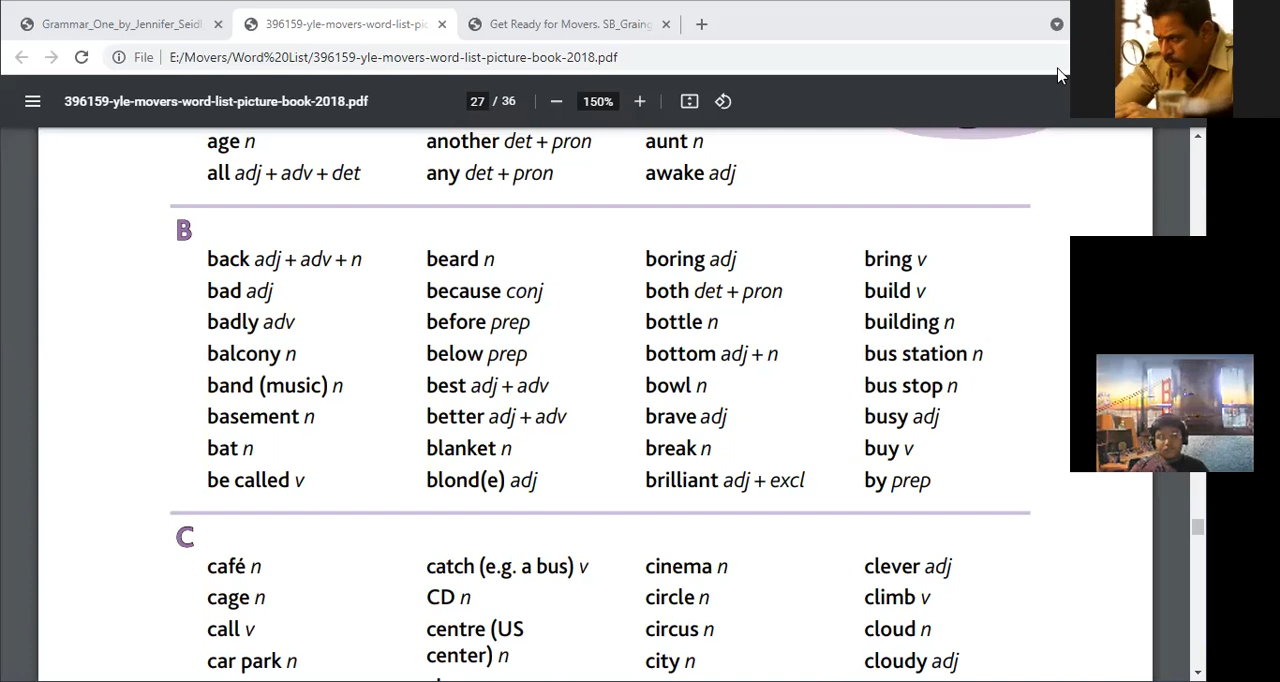 Grammar_One_by_Jennifer_Seidl
396159-yle-movers-word-list-pic
Get Ready for Movers. SB_Graing
File E:/Movers/Word%20List/396159-yle-movers-word-list-picture-book-2018.pdf
396159-yle-movers-word-list-picture-book-2018.pdf 27 / 36 150%
age n another det + pron aunt n
all adj + adv + det any det + pron awake adj
B
back adj + adv + n beard n boring adj bring v
bad adj because conj both det + pron build v
badly adv before prep bottle n building n
balcony n below prep bottom adj + n bus station n
band (music) n best adj + adv bowl n bus stop n
basement n better adj + adv brave adj busy adj
bat n blanket n break n buy v
be called v blond(e) adj brilliant adj + excl by prep
C
café n catch (e.g. a bus) v cinema n clever adj
cage n CD n circle n climb v
call v centre (US circus n cloud n
car park n center) n city n cloudy adj